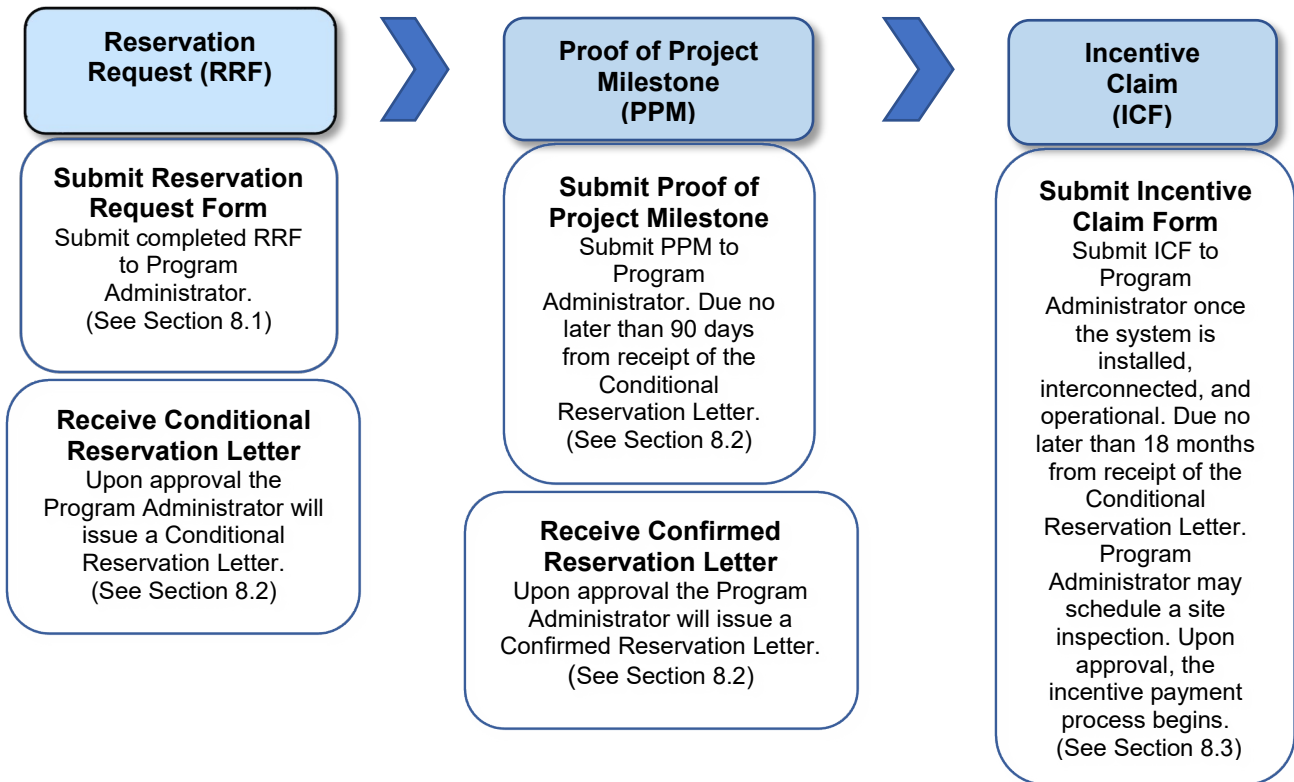 Reservation
Request (RRF)
Submit Reservation
Request Form
Submit completed RRF
to Program
Administrator.
(See Section 8.1)
Receive Conditional
Reservation Letter
Upon approval the
Program Administrator will
issue a Conditional
Reservation Letter.
(See Section 8.2)
Proof of Project
Milestone
(PPM)
Submit Proof of
Project Milestone
Submit PPM to
Program
Administrator. Due no
later than 90 days
from receipt of the
Conditional
Reservation Letter.
(See Section 8.2)
Receive Confirmed
Reservation Letter
Upon approval the Program
Administrator will issue a
Confirmed Reservation Letter.
(See Section 8.2)
Incentive
Claim
(ICF)
Submit Incentive
Claim Form
Submit ICF to
Program
Administrator once
the system is
installed,
interconnected, and
operational. Due no
later than 18 months
from receipt of the
Conditional
Reservation Letter.
Program
Administrator may
schedule a site
inspection. Upon
approval, the
incentive payment
process begins.
(See Section 8.3)